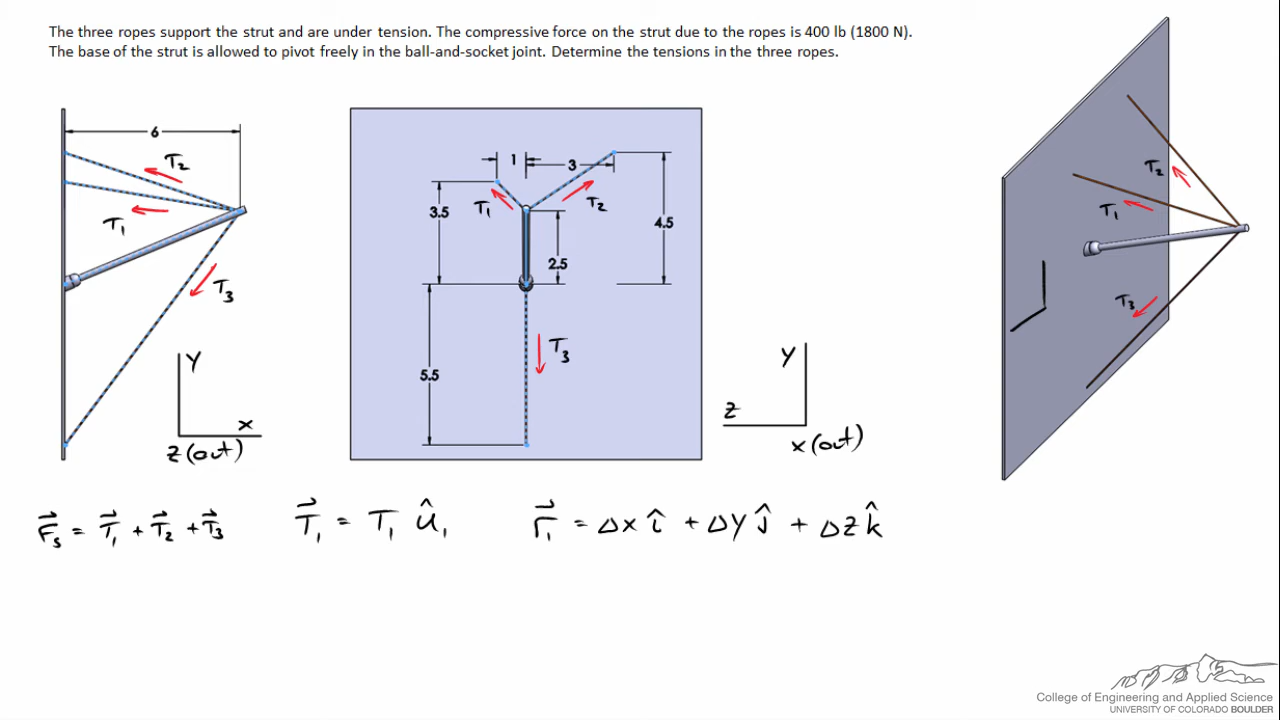 The three ropes support the strut and are under tension. The compressive force on the strut due to the ropes is 400 lb (1800 N).
The base of the strut is allowed to pivot freely in the ball-and-socket joint. Determine the tensions in the three ropes.
6
T₂
T₁
T₃
Y
X
Z (out)
1
3
3.5
T₁
T₂
4.5
2.5
T₃
5.5
Y
Z
X (out)
T₂
T₁
T₃
F⃗ₛ = T⃗₁ + T⃗₂ + T⃗₃
T⃗₁ = T₁ û₁
r⃗₁ = Δx î + Δy ĵ + Δz k̂
College of Engineering and Applied Science
UNIVERSITY OF COLORADO BOULDER